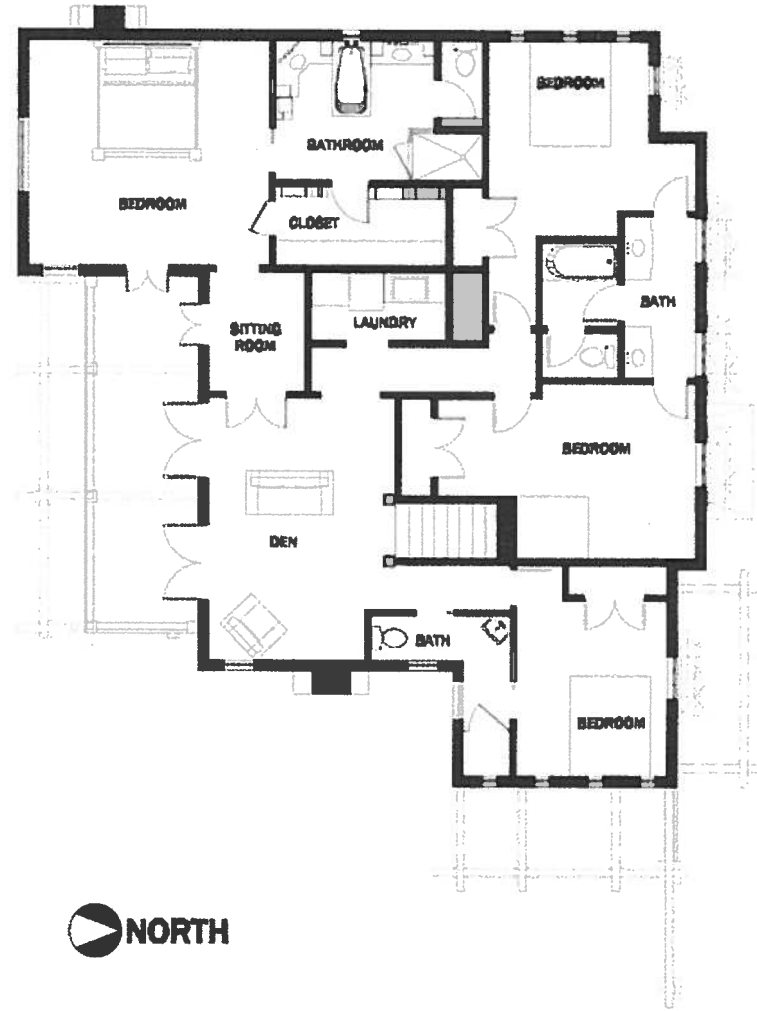 BEDROOM
BATHROOM
BEDROOM
CLOSET
BATH
SITTING
ROOM
LAUNDRY
BEDROOM
DEN
BATH
BEDROOM
NORTH